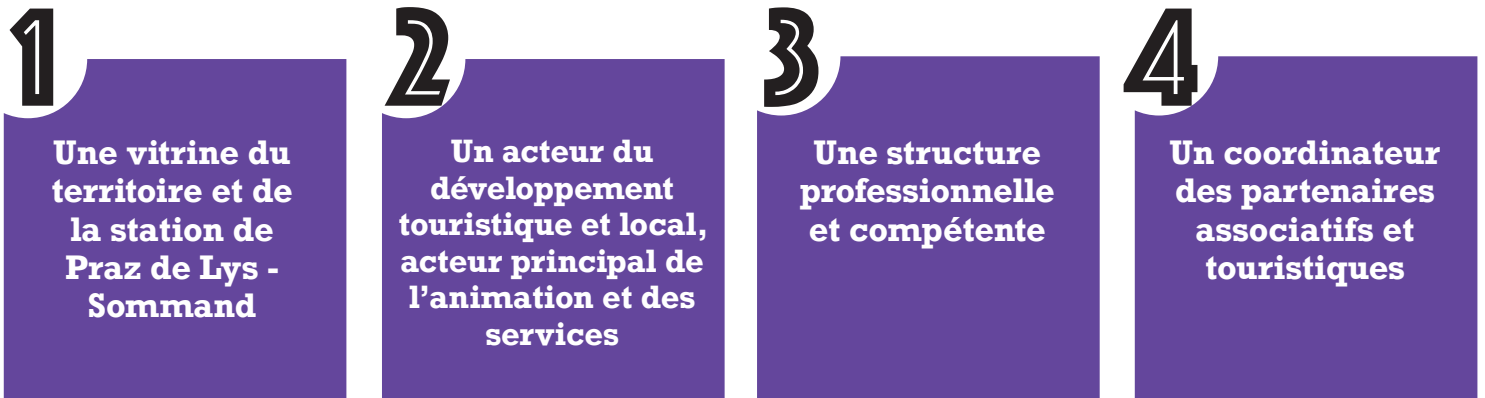 1
Une vitrine du
territoire et de
la station de
Praz de Lys -
Sommand
2
Un acteur du
développement
touristique et local,
acteur principal de
l'animation et des
services
3
Une structure
professionnelle
et compétente
4
Un coordinateur
des partenaires
associatifs et
touristiques